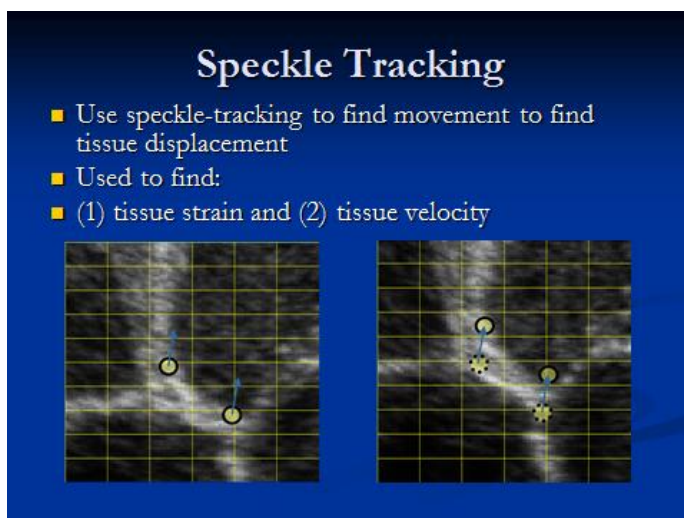 Speckle Tracking
Use speckle-tracking to find movement to find
tissue displacement
Used to find:
(1) tissue strain and (2) tissue velocity